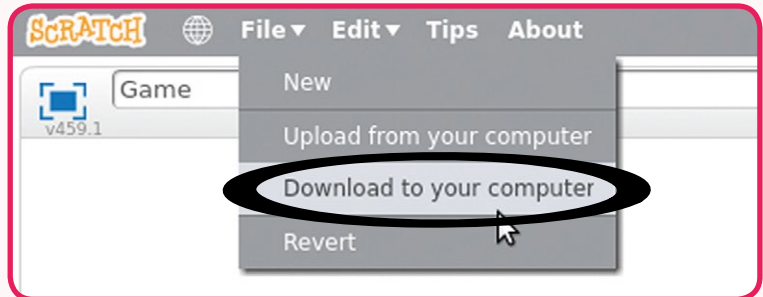 SCRATCH File▼ Edit▼ Tips About
New
Game
Upload from your computer
v459.1
Download to your computer
Revert